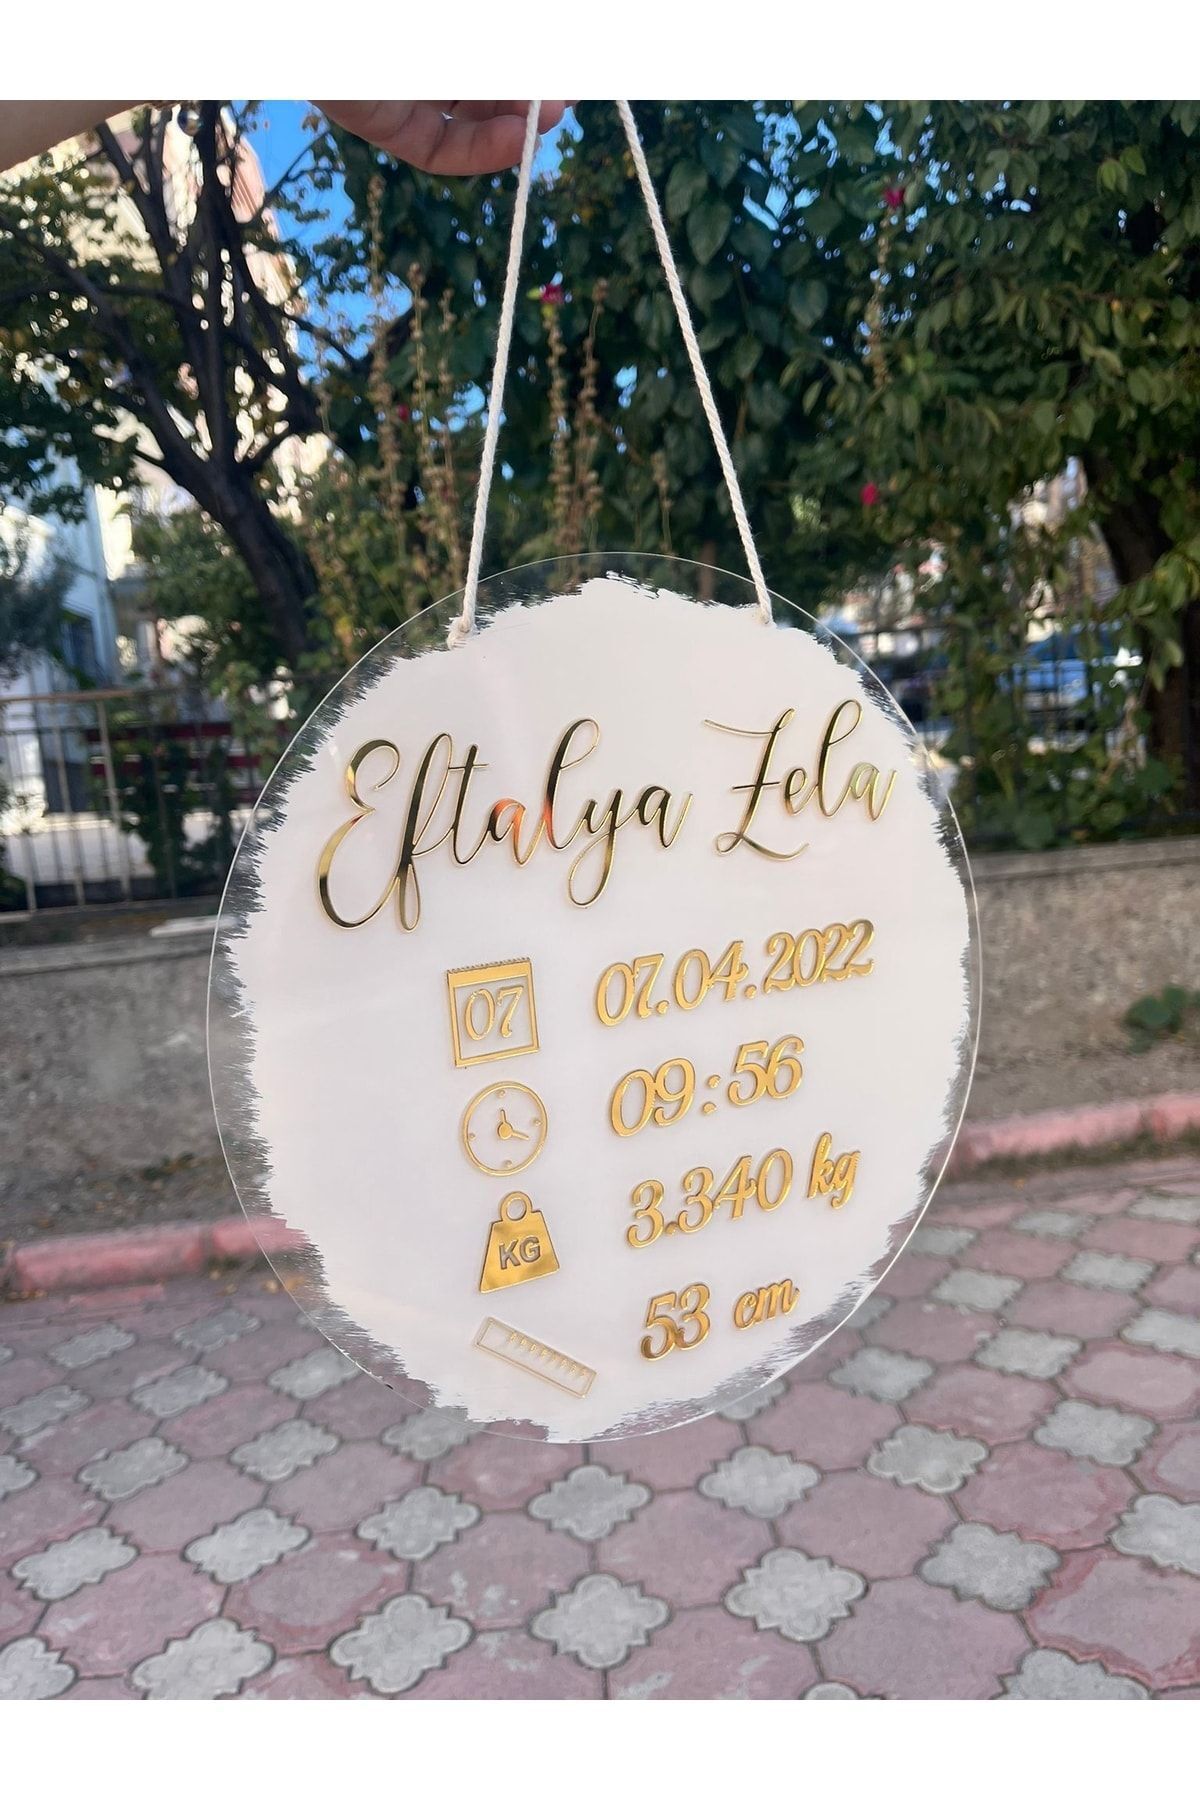 Eftalya Zela
07 07.04.2022
09:56
KG 3.340 kg
53 cm